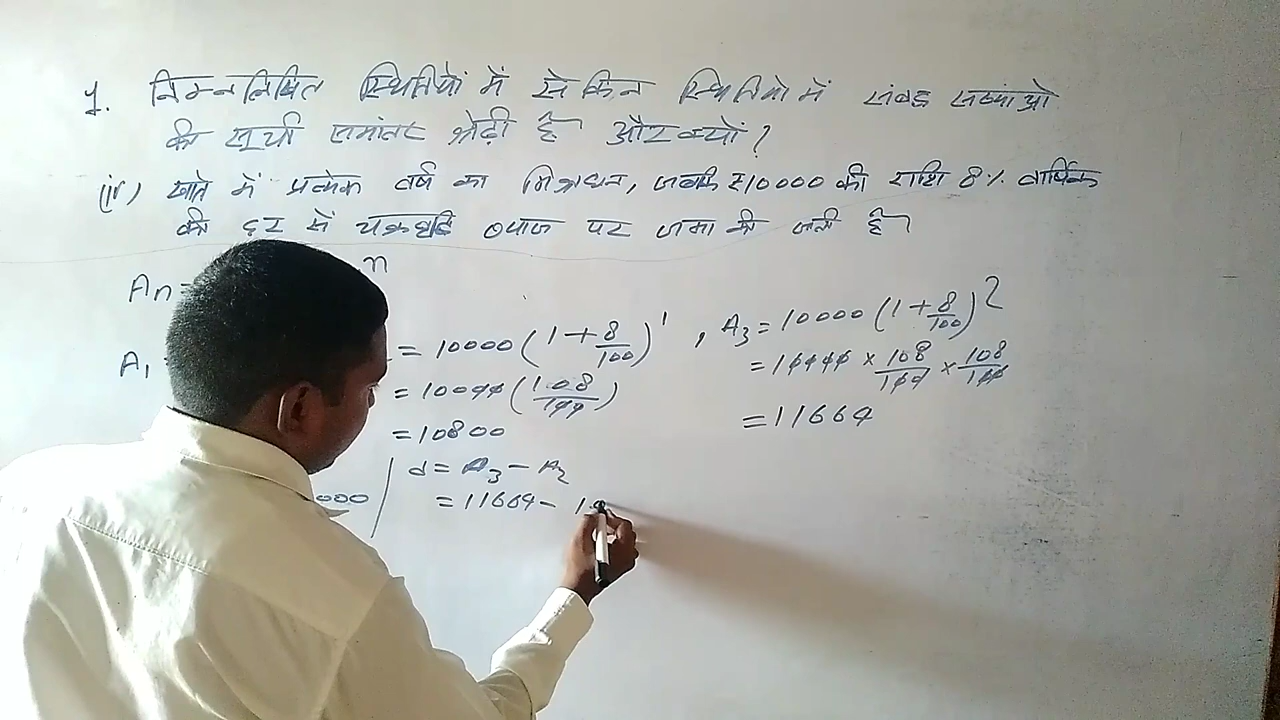 1. निम्नलिखित स्थितियों में से किन स्थितियों में संबद्ध संख्याओ
की सूची समांतर श्रेढ़ी है और क्यों?
(iv) खाते में प्रत्येक वर्ष का मिश्रधन, जबकि ₹10000 की राशि 8% वार्षिक
की दर से चक्रवृद्धि ब्याज पर जमा की जाती है
An= n
A1 = = 10000 (1+8/100)^1 , A3 = 10000 (1+8/100)^2
= 10000 (108/100) = 10000 × 108/100 × 108/100
= 10800 = 11664
d = A3 - A2
000 = 11664 - 10